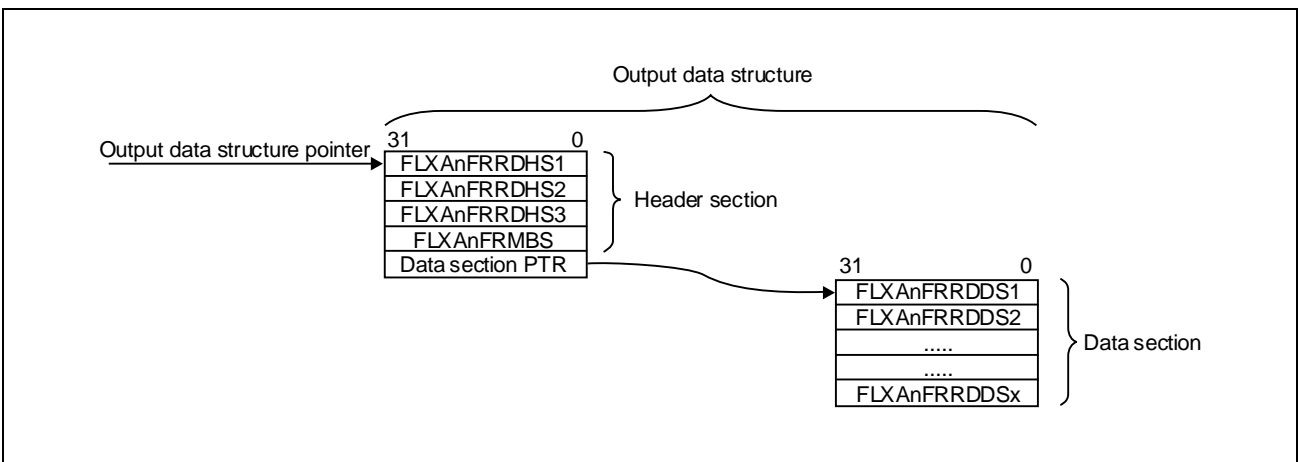 Output data structure
Output data structure pointer
31 0
FLXAnFRRDHS1
FLXAnFRRDHS2
FLXAnFRRDHS3
FLXAnFRMBS
Data section PTR
Header section
31 0
FLXAnFRRDDS1
FLXAnFRRDDS2
.....
.....
FLXAnFRRDDSx
Data section